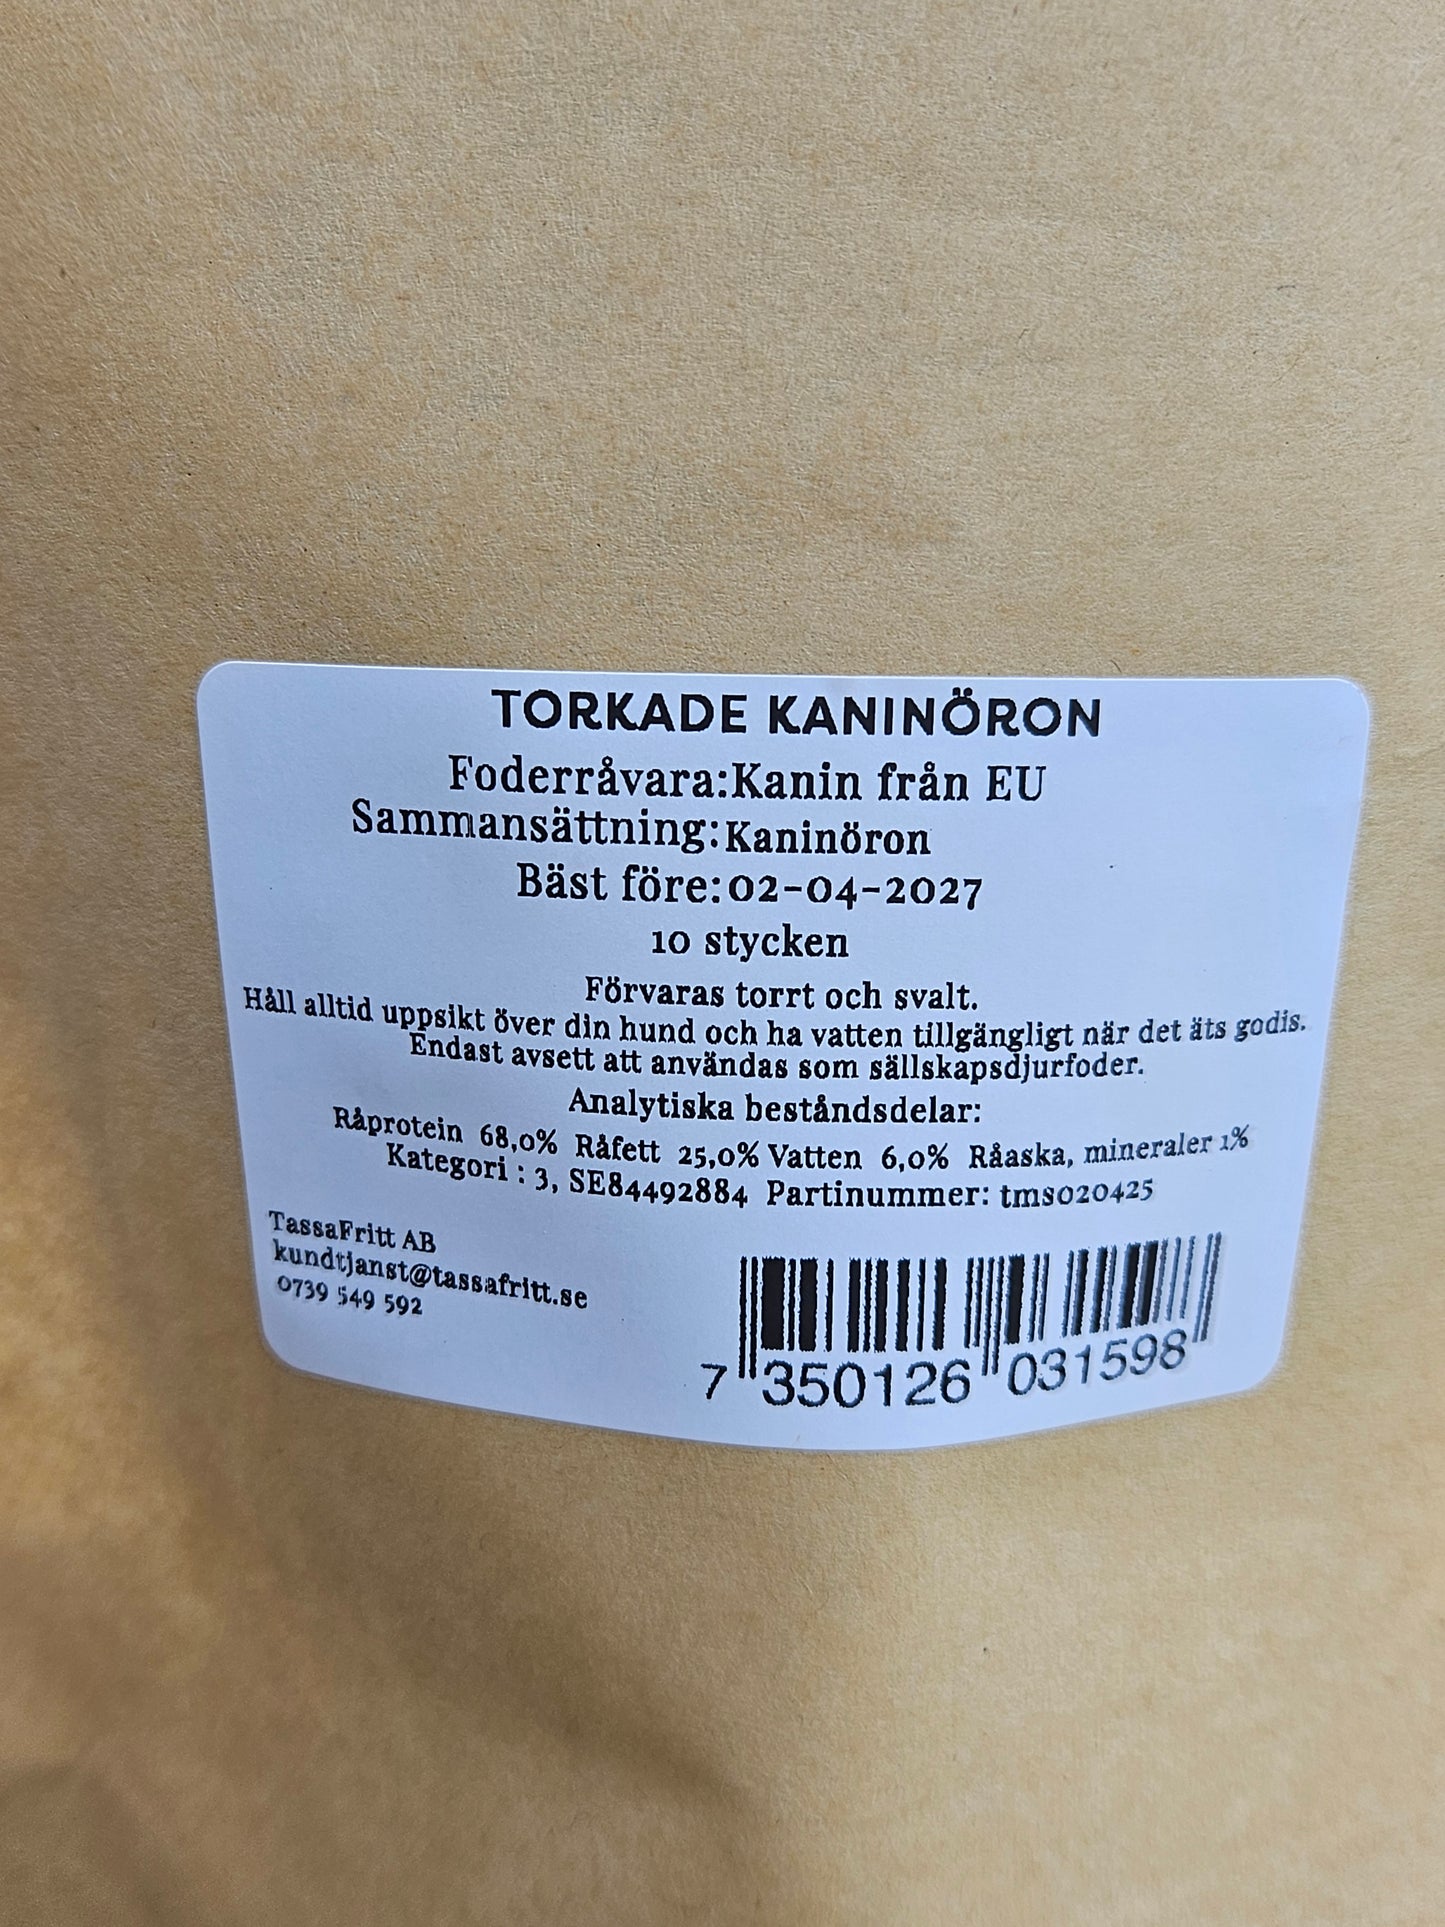 TORKADE KANINÖRON
Foderråvara:Kanin från EU
Sammansättning:Kaninöron
Bäst före:02-04-2027
10 stycken
Förvaras torrt och svalt.
Håll alltid uppsikt över din hund och ha vatten tillgängligt när det äts godis.
Endast avsett att användas som sällskapsdjurfoder.
Analytiska beståndsdelar:
Råprotein 68,0% Råfett 25,0% Vatten 6,0% Råaska, mineraler 1%
Kategori : 3, SE84492884 Partinummer: tms020425
TassaFritt AB
kundtjanst@tassafritt.se
0739 549 592
7 350126 031598